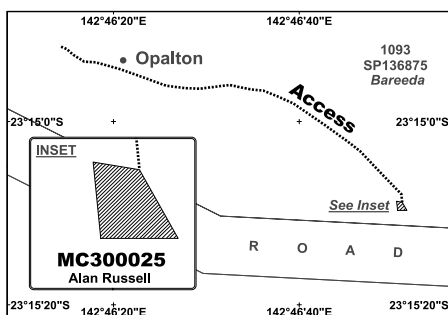 142°46'20"E
142°46'40"E
Opalton
1093
SP136875
Bareeda
Access
23°15'0"S
23°15'0"S
INSET
See Inset
MC300025
Alan Russell
R O A D
23°15'20"S
142°46'20"E
142°46'40"E
23°15'20"S